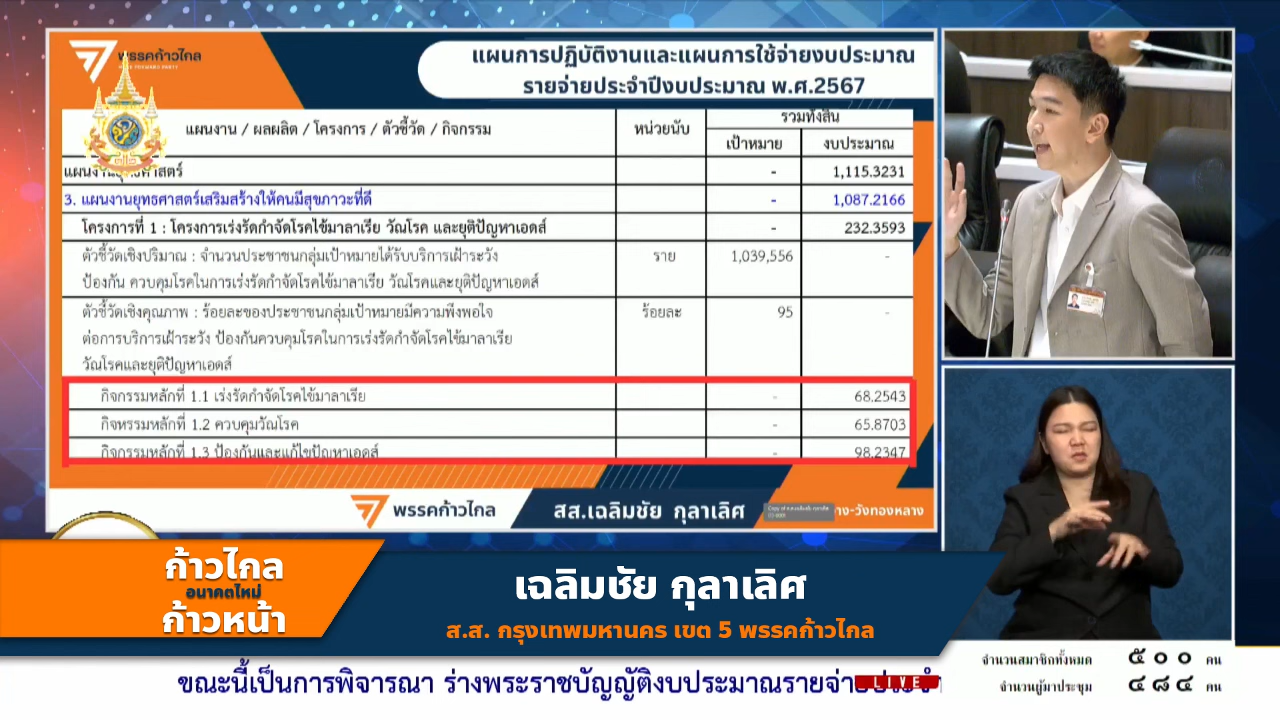 พรรคก้าวไกล
MOVE FORWARD PARTY
แผนการปฏิบัติงานและแผนการใช้จ่ายงบประมาณ
รายจ่ายประจำปีงบประมาณ พ.ศ.2567
แผนงาน / ผลผลิต / โครงการ / ตัวชี้วัด / กิจกรรม
หน่วยนับ
รวมทั้งสิ้น
เป้าหมาย
งบประมาณ
แผนงานยุทธศาสตร์ - 1,115.3231
3. แผนงานยุทธศาสตร์เสริมสร้างให้คนมีสุขภาวะที่ดี - 1,087.2166
โครงการที่ 1 : โครงการเร่งรัดกำจัดโรคไข้มาลาเรีย วัณโรค และยุติปัญหาเอดส์ - 232.3593
ตัวชี้วัดเชิงปริมาณ : จำนวนประชาชนกลุ่มเป้าหมายได้รับบริการเฝ้าระวัง ราย 1,039,556 -
ป้องกัน ควบคุมโรคในการเร่งรัดกำจัดโรคไข้มาลาเรีย วัณโรคและยุติปัญหาเอดส์
ตัวชี้วัดเชิงคุณภาพ : ร้อยละของประชาชนกลุ่มเป้าหมายมีความพึงพอใจ ร้อยละ 95 -
ต่อการบริการเฝ้าระวัง ป้องกันควบคุมโรคในการเร่งรัดกำจัดโรคไข้มาลาเรีย
วัณโรคและยุติปัญหาเอดส์
กิจกรรมหลักที่ 1.1 เร่งรัดกำจัดโรคไข้มาลาเรีย - 68.2543
กิจหรรมหลักที่ 1.2 ควบคุมวัณโรค - 65.8703
กิจกรรมหลักที่ 1.3 ป้องกันและแก้ไขปัญหาเอดส์ - 98.2347
พรรคก้าวไกล
สส.เฉลิมชัย กุลาเลิศ
าง-วังทองหลาง
ก้าวไกล
อนาคตใหม่
ก้าวหน้า
เฉลิมชัย กุลาเลิศ
ส.ส. กรุงเทพมหานคร เขต 5 พรรคก้าวไกล
จำนวนสมาชิกทั้งหมด ๕๐๐ คน
จำนวนผู้มาประชุม ๔๘๔ คน
ขณะนี้เป็นการพิจารณา ร่างพระราชบัญญัติงบประมาณรายจ่ายประจำ
LIVE